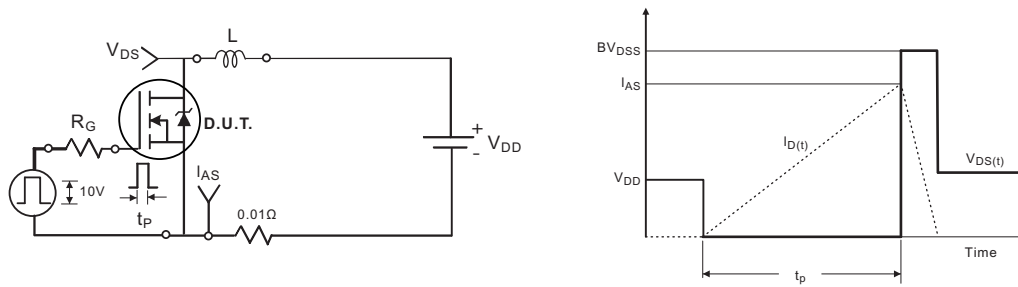 V_DS
L
R_G
D.U.T.
+
-
V_DD
10V
t_P
I_AS
0.01Ω
BV_DSS
I_AS
I_D(t)
V_DD
V_DS(t)
Time
t_p